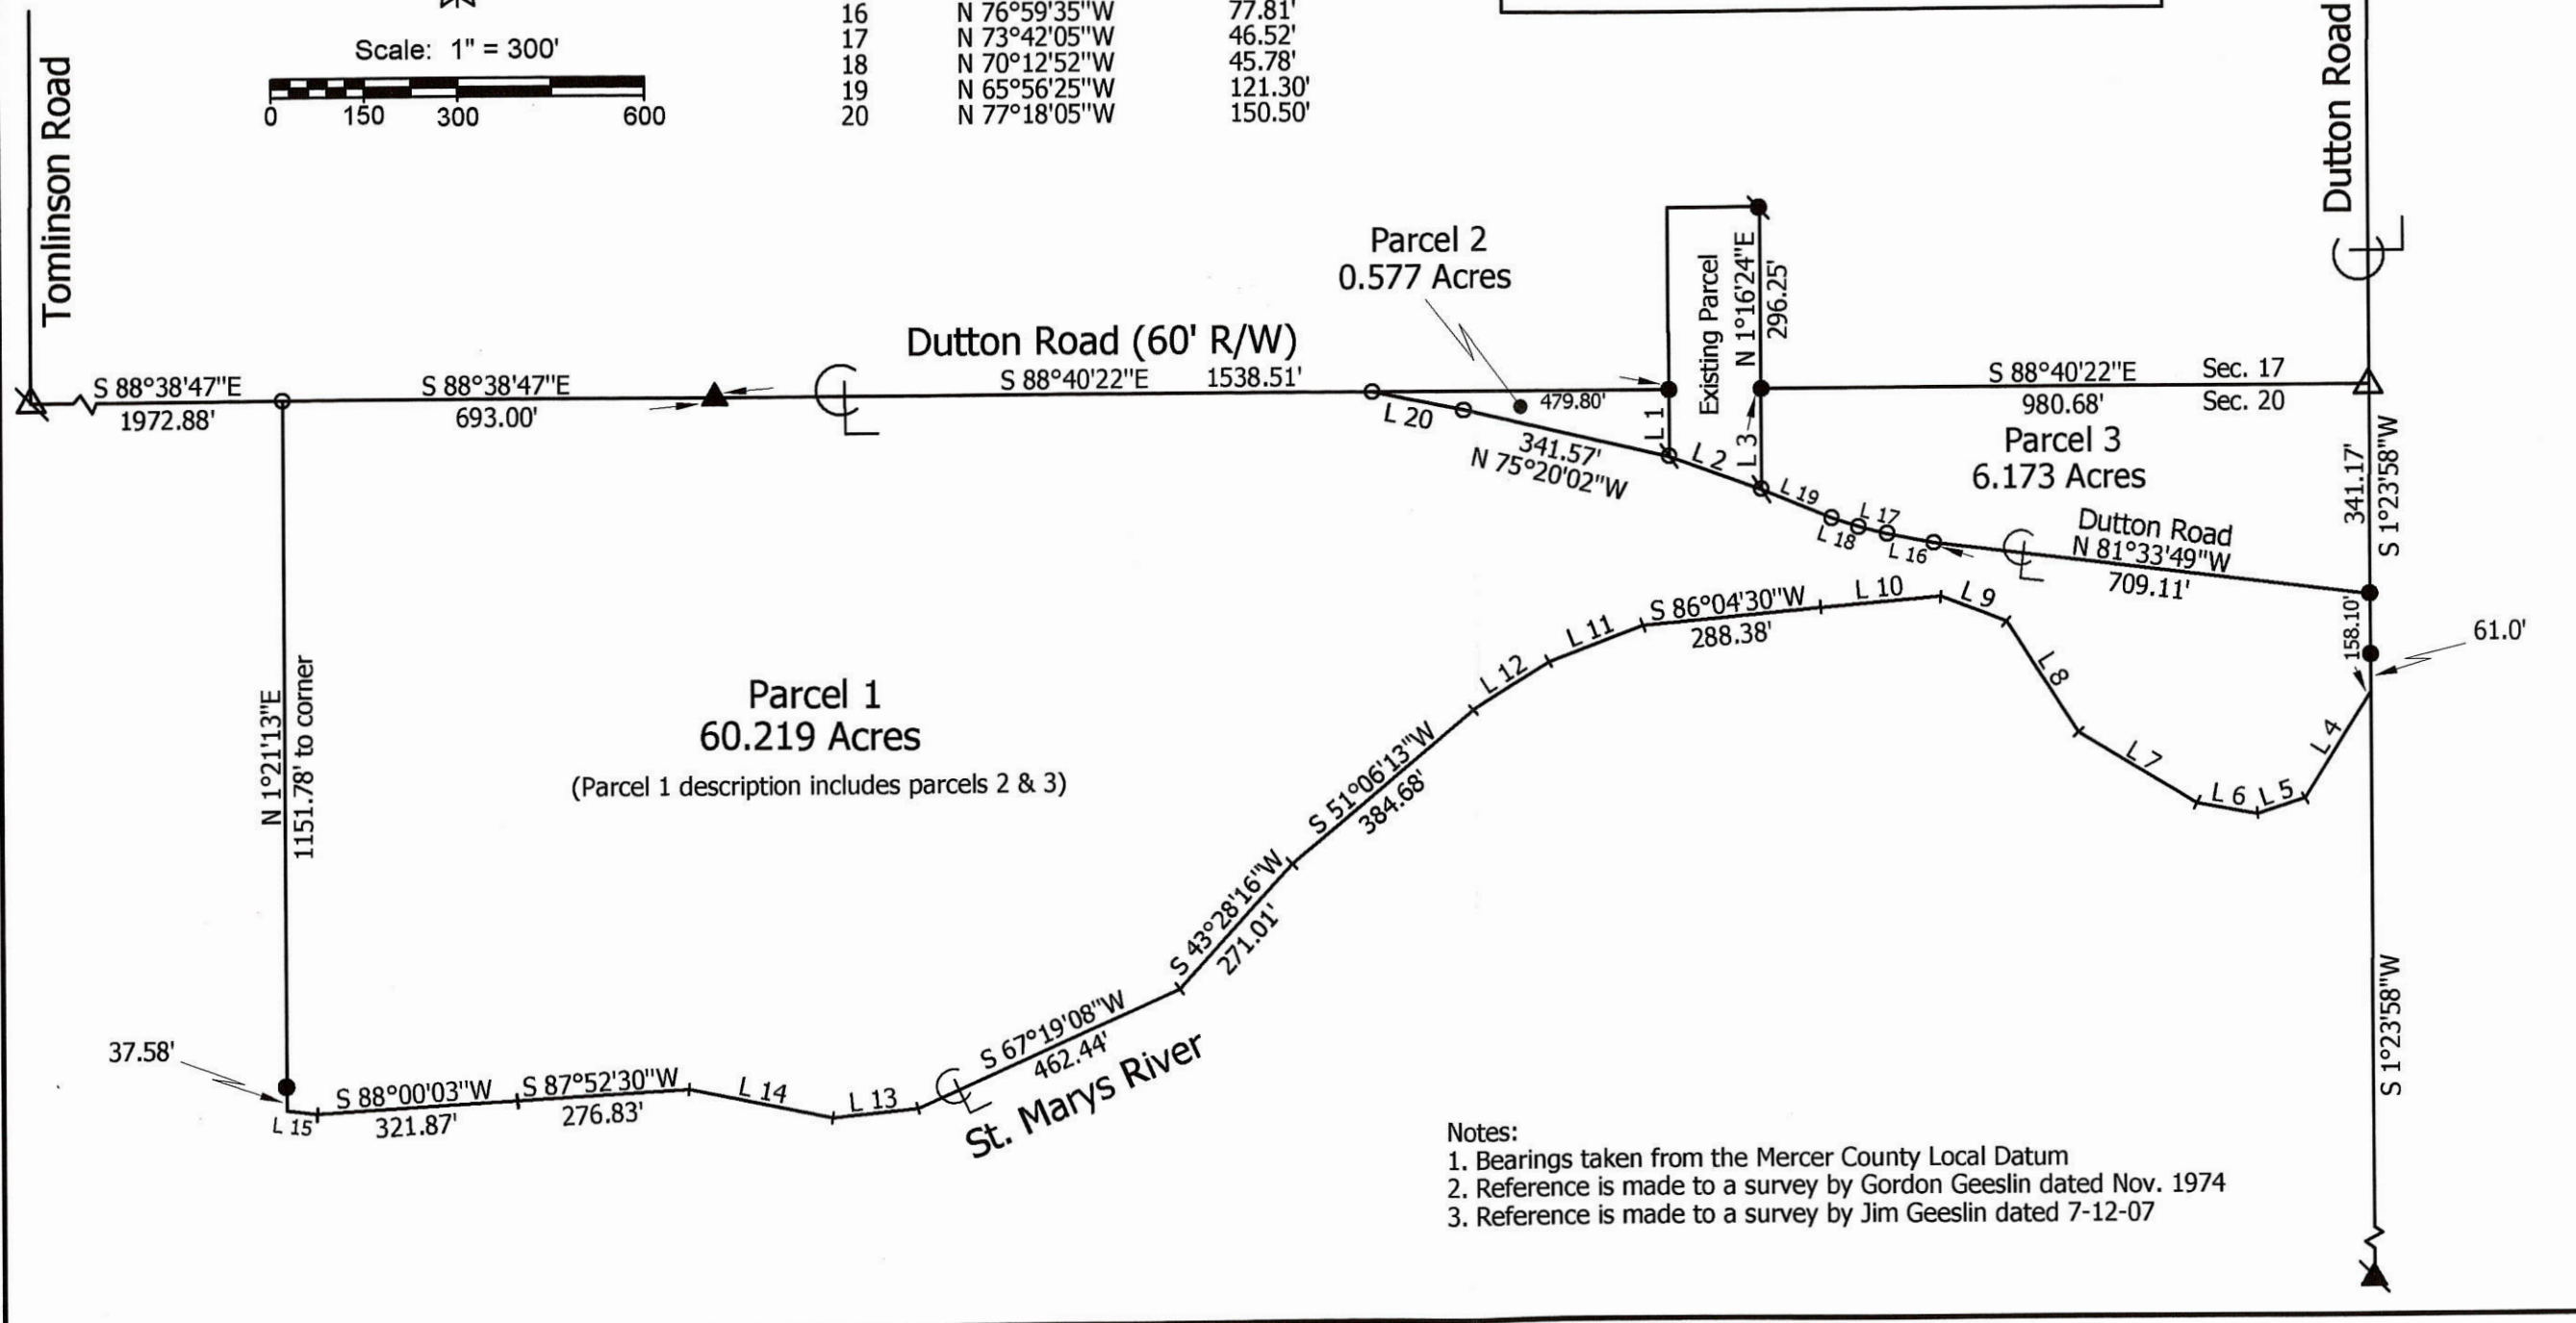 16 N 76°59'35"W 77.81'
17 N 73°42'05"W 46.52'
18 N 70°12'52"W 45.78'
19 N 65°56'25"W 121.30'
20 N 77°18'05"W 150.50'
Scale: 1" = 300'
0 150 300 600
Tomlinson Road
Dutton Road
Parcel 2
0.577 Acres
Existing Parcel
N 1°16'24"E
296.25'
Dutton Road (60' R/W)
S 88°38'47"E
1972.88'
S 88°38'47"E
693.00'
S 88°40'22"E 1538.51'
479.80'
L 20
341.57'
N 75°20'02"W
L 1
L 2
L 3
S 88°40'22"E
980.68'
Sec. 17
Sec. 20
Parcel 3
6.173 Acres
341.17'
S 1°23'58"W
L 19
L 18
L 17
L 16
Dutton Road
N 81°33'49"W
709.11'
158.10'
61.0'
L 4
L 5
L 6
L 7
L 8
L 9
L 10
S 86°04'30"W
288.38'
L 11
L 12
S 51°06'13"W
384.68'
S 43°28'16"W
271.01'
S 67°19'08"W
462.44'
St. Marys River
L 13
L 14
S 87°52'30"W
276.83'
S 88°00'03"W
321.87'
L 15
37.58'
N 1°21'13"E
1151.78' to corner
Parcel 1
60.219 Acres
(Parcel 1 description includes parcels 2 & 3)
S 1°23'58"W
Notes:
1. Bearings taken from the Mercer County Local Datum
2. Reference is made to a survey by Gordon Geeslin dated Nov. 1974
3. Reference is made to a survey by Jim Geeslin dated 7-12-07